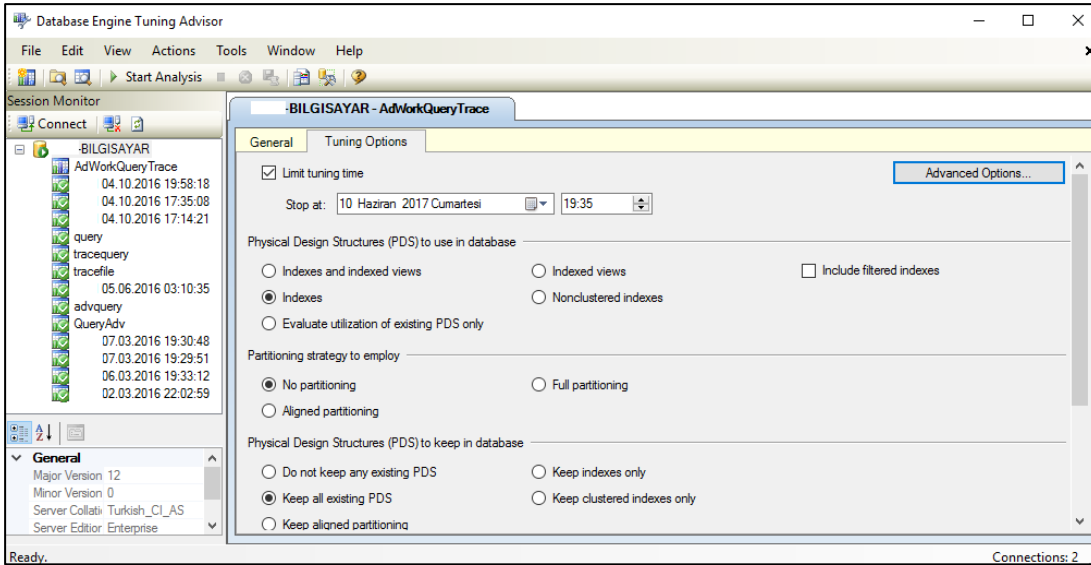 Database Engine Tuning Advisor
File Edit View Actions Tools Window Help
Start Analysis
Session Monitor
Connect
-BILGISAYAR
AdWorkQueryTrace
04.10.2016 19:58:18
04.10.2016 17:35:08
04.10.2016 17:14:21
query
tracequery
tracefile
05.06.2016 03:10:35
advquery
QueryAdv
07.03.2016 19:30:48
07.03.2016 19:29:51
06.03.2016 19:33:12
02.03.2016 22:02:59
General
Major Version 12
Minor Version 0
Server Collati Turkish_CI_AS
Server Edition Enterprise
-BILGISAYAR - AdWorkQueryTrace
General Tuning Options
Limit tuning time Advanced Options...
Stop at: 10 Haziran 2017 Cumartesi 19:35
Physical Design Structures (PDS) to use in database
Indexes and indexed views Indexed views Include filtered indexes
Indexes Nonclustered indexes
Evaluate utilization of existing PDS only
Partitioning strategy to employ
No partitioning Full partitioning
Aligned partitioning
Physical Design Structures (PDS) to keep in database
Do not keep any existing PDS Keep indexes only
Keep all existing PDS Keep clustered indexes only
Keep aligned partitioning
Ready. Connections: 2